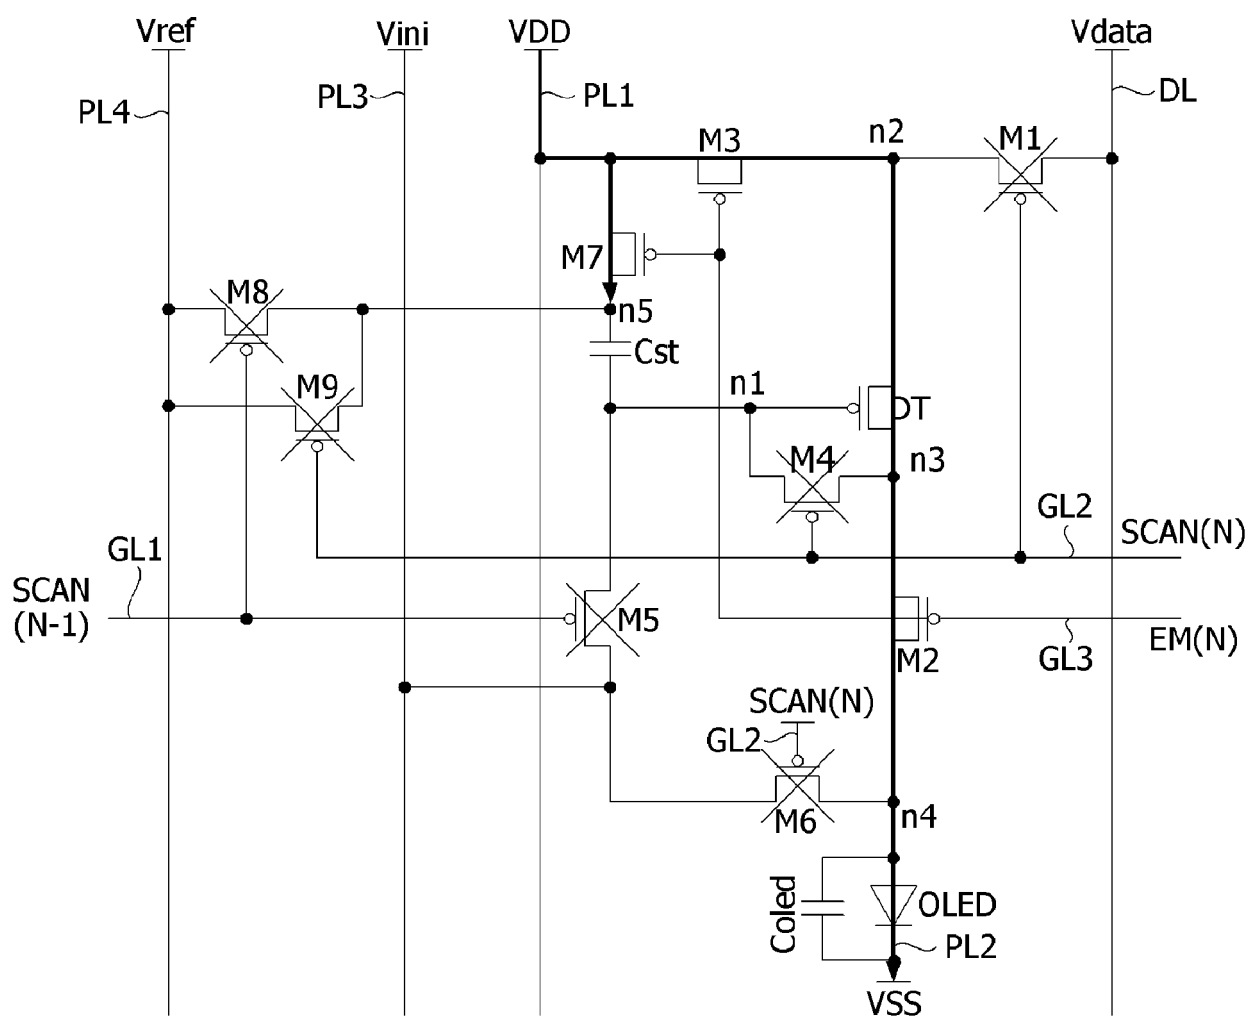 Vref
Vini
VDD
Vdata
PL4
PL3
PL1
DL
M3
n2
M1
M7
M8
n5
Cst
M9
n1
DT
M4
n3
GL2
SCAN(N)
GL1
SCAN
(N-1)
M5
M2
GL3
EM(N)
SCAN(N)
GL2
M6
n4
Coled
OLED
PL2
VSS